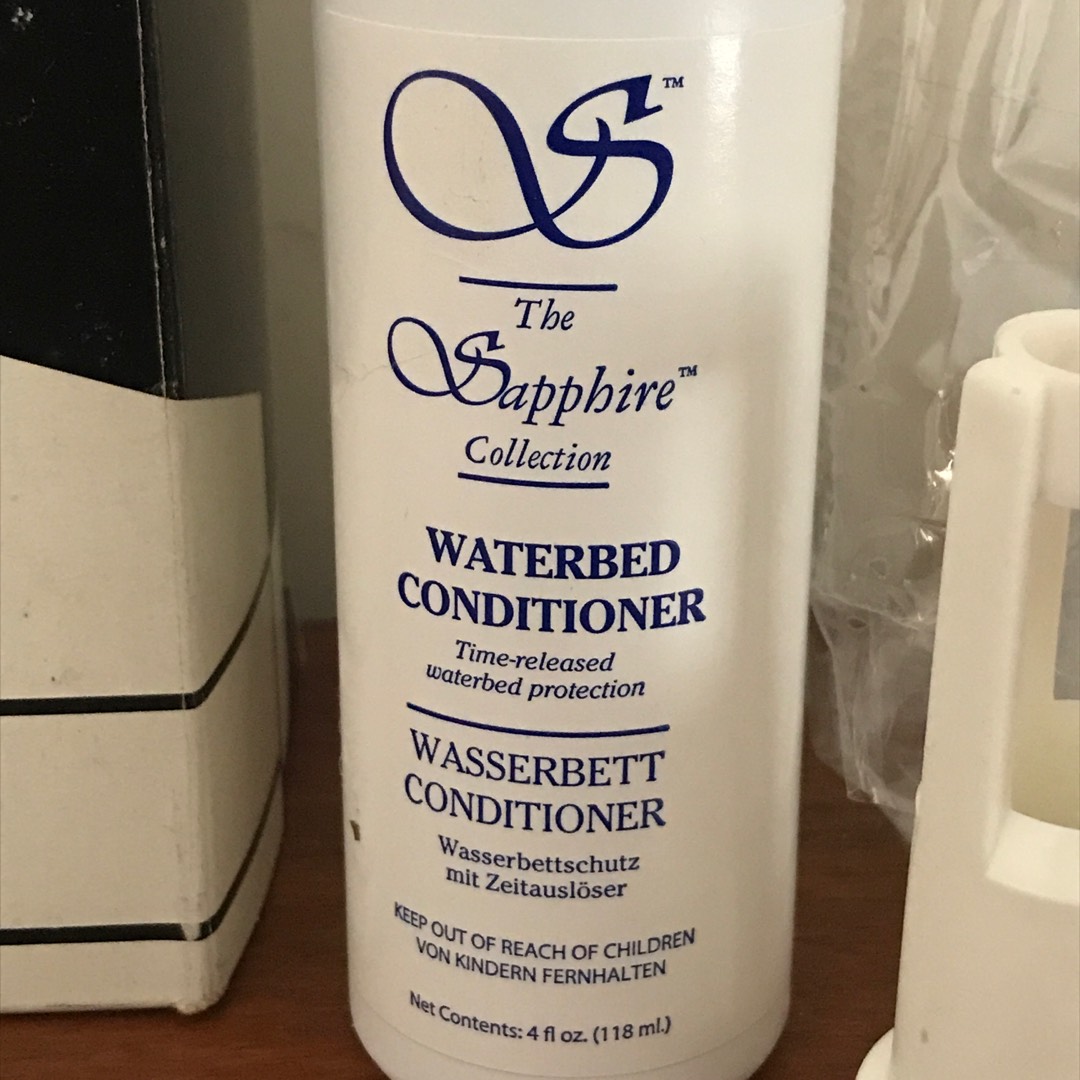 S™
The
Sapphire™
Collection
WATERBED
CONDITIONER
Time-released
waterbed protection
WASSERBETT
CONDITIONER
Wasserbettschutz
mit Zeitauslöser
KEEP OUT OF REACH OF CHILDREN
VON KINDERN FERNHALTEN
Net Contents: 4 fl oz. (118 ml.)